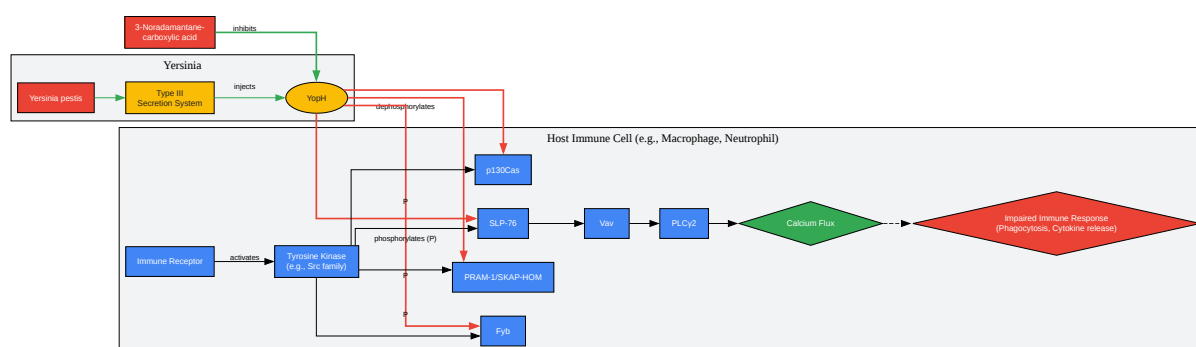 3-Noradamantane-
carboxylic acid
inhibits
Yersinia
Yersinia pestis
Type III
Secretion System
injects
YopH
dephosphorylates
Host Immune Cell (e.g., Macrophage, Neutrophil)
p130Cas
P
SLP-76
Vav
PLCγ2
Calcium Flux
Impaired Immune Response
(Phagocytosis, Cytokine release)
phosphorylates (P)
Immune Receptor
activates
Tyrosine Kinase
(e.g., Src family)
P
PRAM-1/SKAP-HOM
P
Fyb